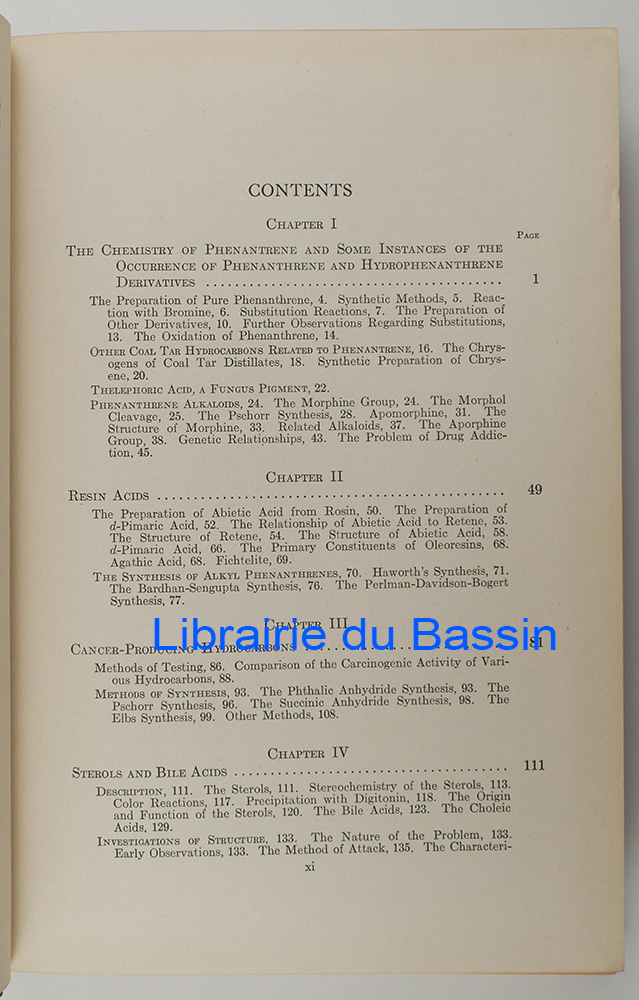 CONTENTS
CHAPTER I
PAGE
THE CHEMISTRY OF PHENANTRENE AND SOME INSTANCES OF THE
OCCURRENCE OF PHENANTHRENE AND HYDROPHENANTHRENE
DERIVATIVES ........................................ 1
The Preparation of Pure Phenanthrene, 4. Synthetic Methods, 5. Reac-
tion with Bromine, 6. Substitution Reactions, 7. The Preparation of
Other Derivatives, 10. Further Observations Regarding Substitutions,
13. The Oxidation of Phenanthrene, 14.
OTHER COAL TAR HYDROCARBONS RELATED TO PHENANTRENE, 16. The Chrys-
ogens of Coal Tar Distillates, 18. Synthetic Preparation of Chrys-
ene, 20.
THELEPHORIC ACID, A FUNGUS PIGMENT, 22.
PHENANTHRENE ALKALOIDS, 24. The Morphine Group, 24. The Morphol
Cleavage, 25. The Pschorr Synthesis, 28. Apomorphine, 31. The
Structure of Morphine, 33. Related Alkaloids, 37. The Aporphine
Group, 38. Genetic Relationships, 43. The Problem of Drug Addic-
tion, 45.
CHAPTER II
RESIN ACIDS ................................................ 49
The Preparation of Abietic Acid from Rosin, 50. The Preparation of
d-Pimaric Acid, 52. The Relationship of Abietic Acid to Retene, 53.
The Structure of Retene, 54. The Structure of Abietic Acid, 58.
d-Pimaric Acid, 66. The Primary Constituents of Oleoresins, 68.
Agathic Acid, 68. Fichtelite, 69.
THE SYNTHESIS OF ALKYL PHENANTHRENES, 70. Haworth's Synthesis, 71.
The Bardhan-Sengupta Synthesis, 76. The Perlman-Davidson-Bogert
Synthesis, 77.
CHAPTER III
Librairie du Bassin
CANCER-PRODUCING HYDROCARBONS ............................ 81
Methods of Testing, 86. Comparison of the Carcinogenic Activity of Vari-
ous Hydrocarbons, 88.
METHODS OF SYNTHESIS, 93. The Phthalic Anhydride Synthesis, 93. The
Pschorr Synthesis, 96. The Succinic Anhydride Synthesis, 98. The
Elbs Synthesis, 99. Other Methods, 108.
CHAPTER IV
STEROLS AND BILE ACIDS ...................................... 111
DESCRIPTION, 111. The Sterols, 111. Stereochemistry of the Sterols, 113.
Color Reactions, 117. Precipitation with Digitonin, 118. The Origin
and Function of the Sterols, 120. The Bile Acids, 123. The Choleic
Acids, 129.
INVESTIGATIONS OF STRUCTURE, 133. The Nature of the Problem, 133.
Early Observations, 133. The Method of Attack, 135. The Characteri-
xi